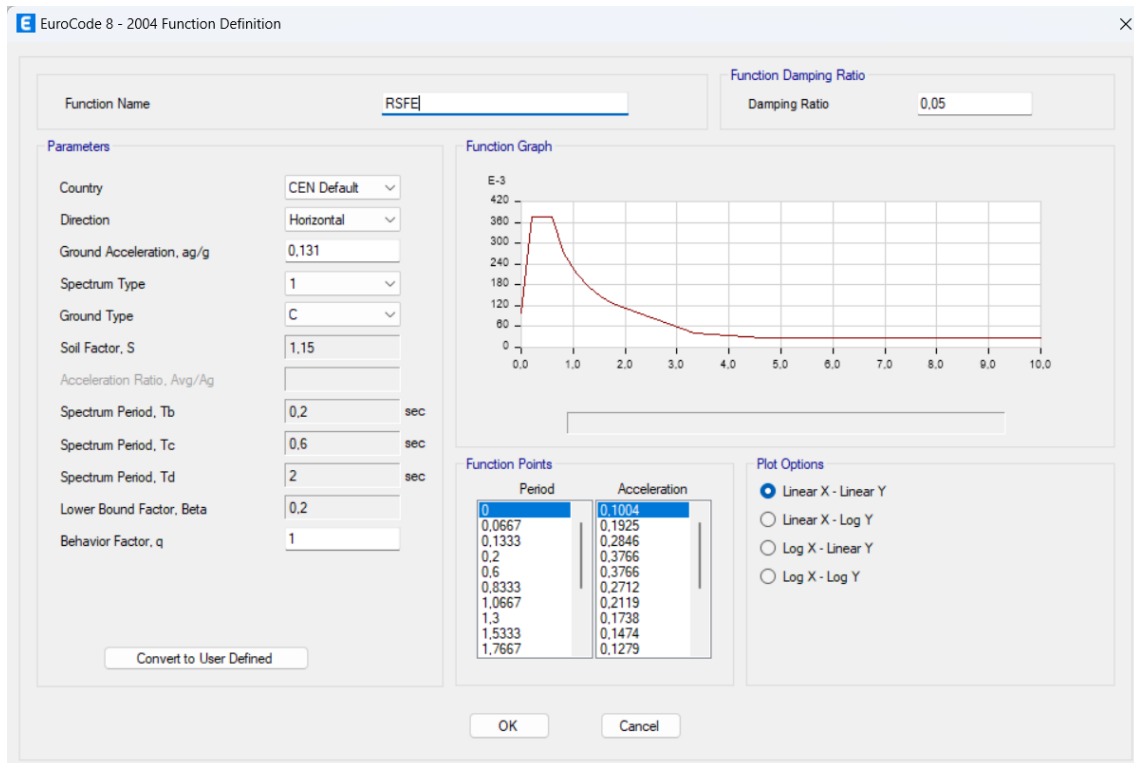 EuroCode 8 - 2004 Function Definition
Function Name
RSFE
Function Damping Ratio
Damping Ratio
0,05
Parameters
Country
CEN Default
Direction
Horizontal
Ground Acceleration, ag/g
0,131
Spectrum Type
1
Ground Type
C
Soil Factor, S
1,15
Acceleration Ratio, Avg/Ag
Spectrum Period, Tb
0,2
sec
Spectrum Period, Tc
0,6
sec
Spectrum Period, Td
2
sec
Lower Bound Factor, Beta
0,2
Behavior Factor, q
1
Convert to User Defined
Function Graph
E-3
420
360
300
240
180
120
60
0
0,0 1,0 2,0 3,0 4,0 5,0 6,0 7,0 8,0 9,0 10,0
Function Points
Period Acceleration
0 0,1004
0,0667 0,1925
0,1333 0,2846
0,2 0,3766
0,6 0,3766
0,8333 0,2712
1,0667 0,2119
1,3 0,1738
1,5333 0,1474
1,7667 0,1279
Plot Options
Linear X - Linear Y
Linear X - Log Y
Log X - Linear Y
Log X - Log Y
OK
Cancel